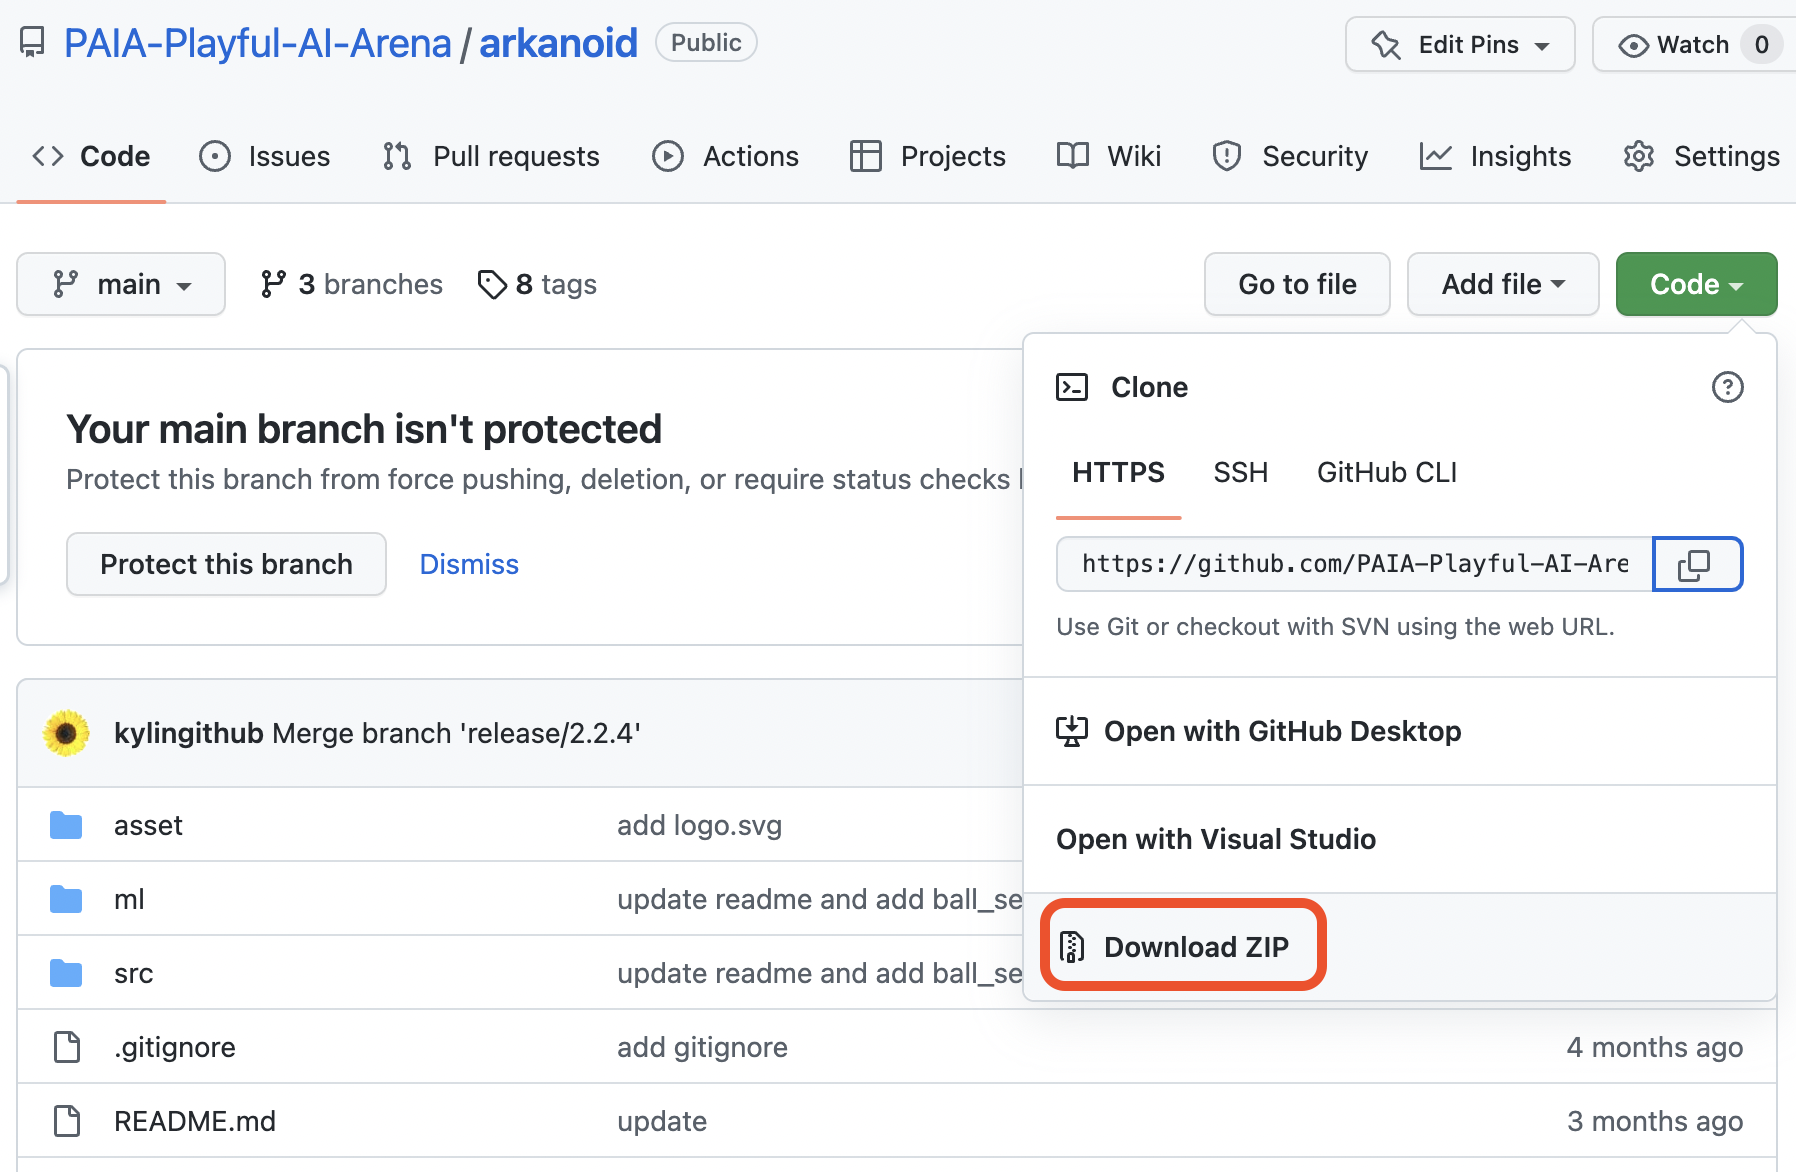 PAIA-Playful-AI-Arena / arkanoid Public Edit Pins Watch 0
Code Issues Pull requests Actions Projects Wiki Security Insights Settings
main 3 branches 8 tags Go to file Add file Code
Your main branch isn't protected
Protect this branch from force pushing, deletion, or require status checks
Protect this branch Dismiss
Clone
HTTPS SSH GitHub CLI
https://github.com/PAIA-Playful-AI-Are
Use Git or checkout with SVN using the web URL.
Open with GitHub Desktop
Open with Visual Studio
Download ZIP
kylingithub Merge branch 'release/2.2.4'
asset add logo.svg
ml update readme and add ball_se
src update readme and add ball_se
.gitignore add gitignore 4 months ago
README.md update 3 months ago